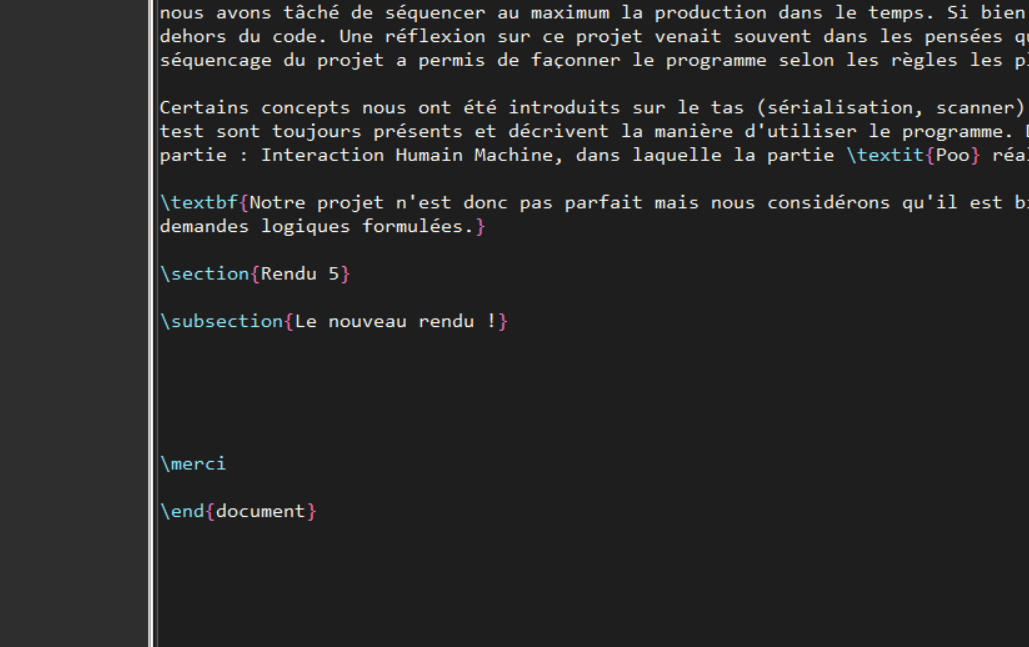 nous avons tâché de séquencer au maximum la production dans le temps. Si bien
dehors du code. Une réflexion sur ce projet venait souvent dans les pensées
séquencage du projet a permis de façonner le programme selon les règles les
Certains concepts nous ont été introduits sur le tas (sérialisation, scanner)
test sont toujours présents et décrivent la manière d'utiliser le programme.
partie : Interaction Humain Machine, dans laquelle la partie \textit{Poo}
\textbf{Notre projet n'est donc pas parfait mais nous considérons qu'il est
demandes logiques formulées.}
\section{Rendu 5}
\subsection{Le nouveau rendu !}
\merci
\end{document}